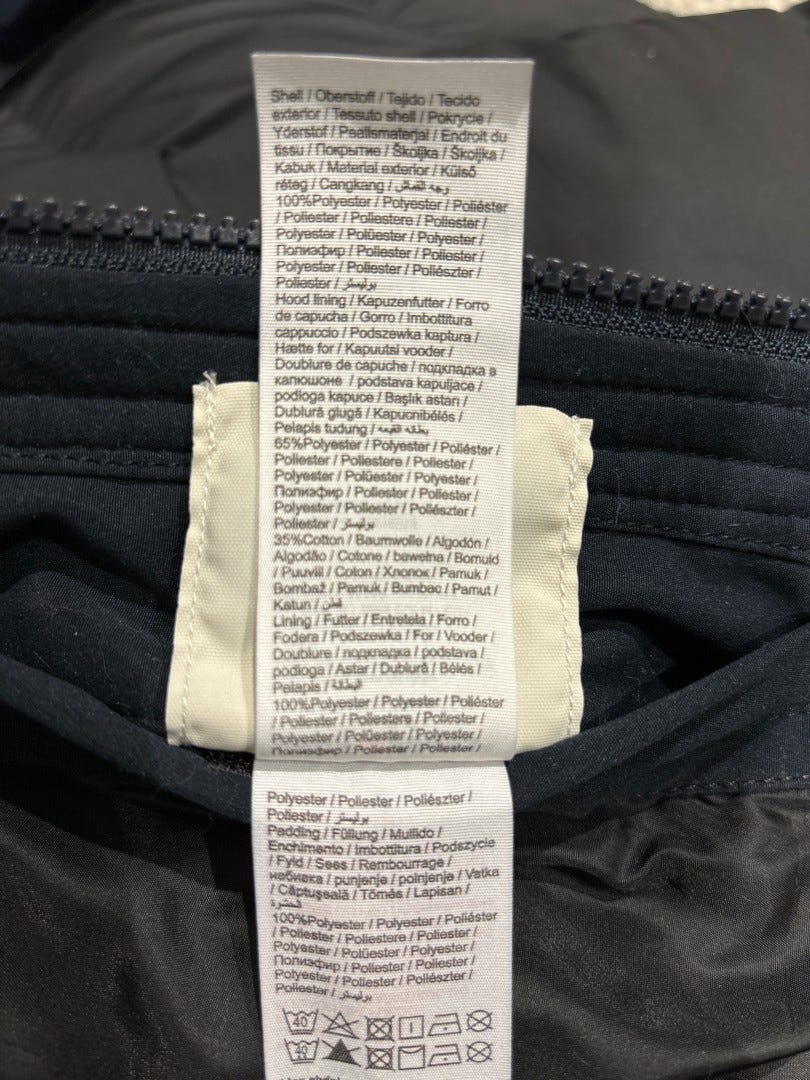 Shell / Oberstoff / Tejido / Tecido
exterior / Tessuto shell / Pokrycie /
Yderstof / Pealismaterjal / Endroit du
tissu / Покрытие / Školjka / Školjka /
Kabuk / Material exterior / Külső
réteg / Cangkang / وجه القماش
100%Polyester / Polyester / Poliéster
/ Poliester / Poliestere / Poliester /
Polyester / Polüester / Polyester /
Полиэфир / Poliester / Poliester /
Polyester / Poliester / Poliészter /
Poliester / بوليستر
Hood lining / Kapuzenfutter / Forro
de capucha / Gorro / Imbottitura
cappuccio / Podszewka kaptura /
Hætte for / Kapuutsi vooder /
Doublure de capuche / подкладка в
капюшоне / podstava kapuljace /
podloga kapuce / Başlık astarı /
Dublură glugă / Kapucnibélés /
Pelapis tudung / بطانه القبعه
65%Polyester / Polyester / Poliéster /
Poliester / Poliestere / Poliester /
Polyester / Polüester / Polyester /
Полиэфир / Poliester / Poliester /
Polyester / Poliester / Poliészter /
Poliester / بوليستر
35%Cotton / Baumwolle / Algodón /
Algodão / Cotone / bawełna / Bomuld
/ Puuvill / Coton / Хлопок / Pamuk /
Bombaž / Pamuk / Bumbac / Pamut /
Katun / قطن
Lining / Futter / Entretela / Forro /
Fodera / Podszewka / For / Vooder /
Doublure / подкладка / podstava /
podloga / Astar / Dublură / Bélés /
Pelapis / البطانة
100%Polyester / Polyester / Poliéster
/ Poliester / Poliestere / Poliester /
Polyester / Polüester / Polyester /
Полиэфир / Poliester / Poliester /
Polyester / Poliester / Poliészter /
Poliester / بوليستر
Padding / Füllung / Mullido /
Enchimento / Imbottitura / Podszycie
/ Fyld / Sees / Rembourrage /
набивка / punjenje / polnjenje / Vatka
/ Căptușeală / Tömés / Lapisan /
الحشوة
100%Polyester / Polyester / Poliéster
/ Poliester / Poliestere / Poliester /
Polyester / Polüester / Polyester /
Полиэфир / Poliester / Poliester /
Polyester / Poliester / Poliészter /
Poliester / بوليستر
40
40